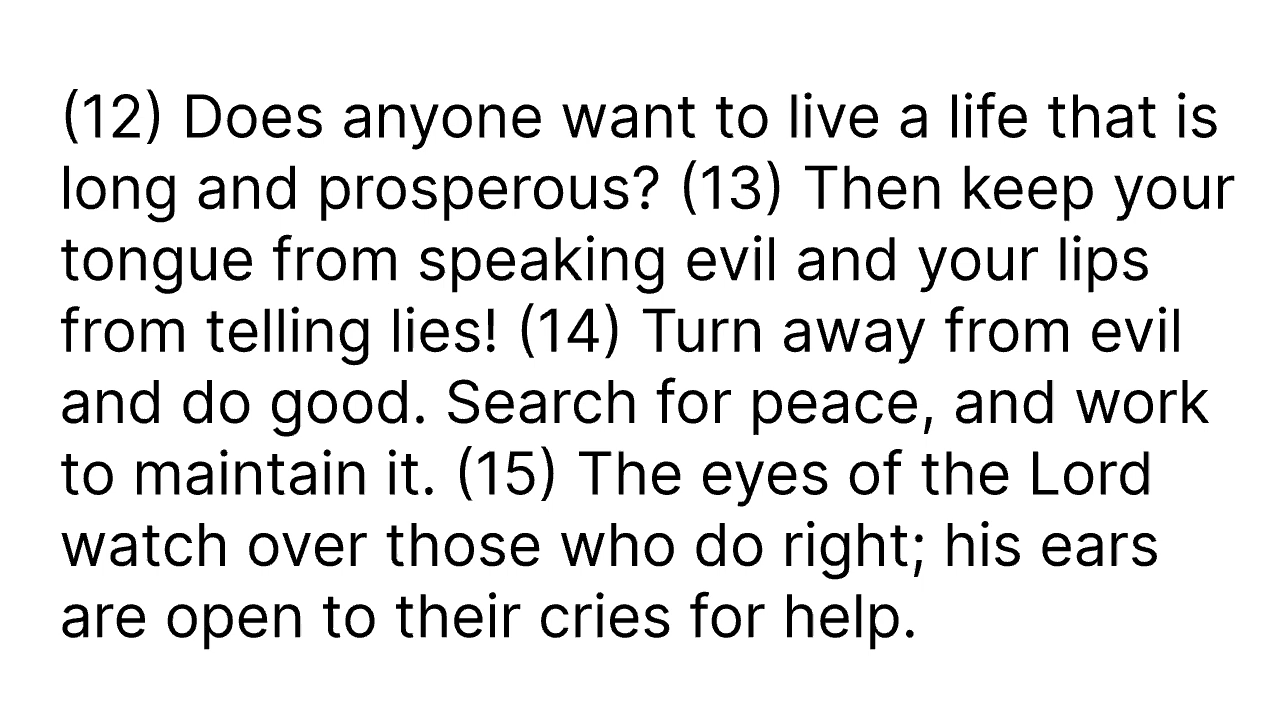 (12) Does anyone want to live a life that is
long and prosperous? (13) Then keep your
tongue from speaking evil and your lips
from telling lies! (14) Turn away from evil
and do good. Search for peace, and work
to maintain it. (15) The eyes of the Lord
watch over those who do right; his ears
are open to their cries for help.